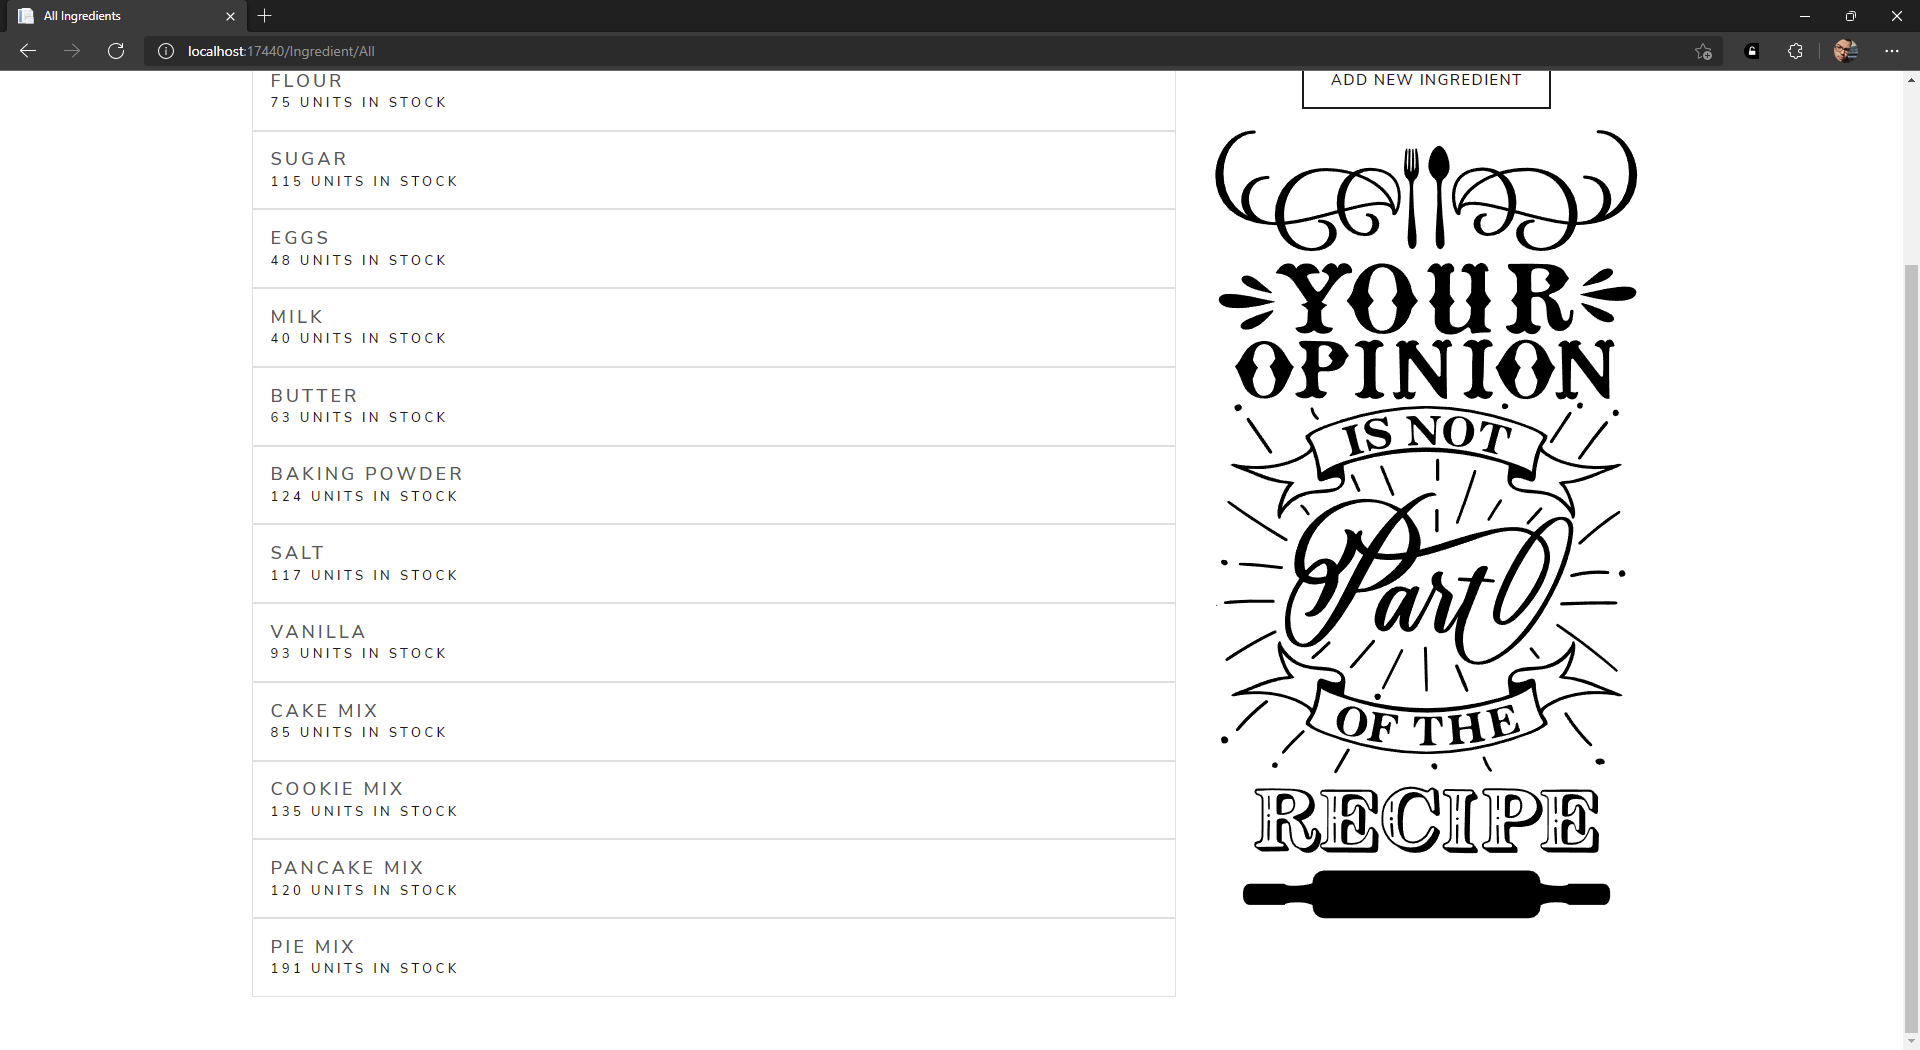 All Ingredients
localhost:17440/Ingredient/All
FLOUR
75 UNITS IN STOCK
SUGAR
115 UNITS IN STOCK
EGGS
48 UNITS IN STOCK
MILK
40 UNITS IN STOCK
BUTTER
63 UNITS IN STOCK
BAKING POWDER
124 UNITS IN STOCK
SALT
117 UNITS IN STOCK
VANILLA
93 UNITS IN STOCK
CAKE MIX
85 UNITS IN STOCK
COOKIE MIX
135 UNITS IN STOCK
PANCAKE MIX
120 UNITS IN STOCK
PIE MIX
191 UNITS IN STOCK
ADD NEW INGREDIENT
YOUR
OPINION
IS NOT
Part
OF THE
RECIPE